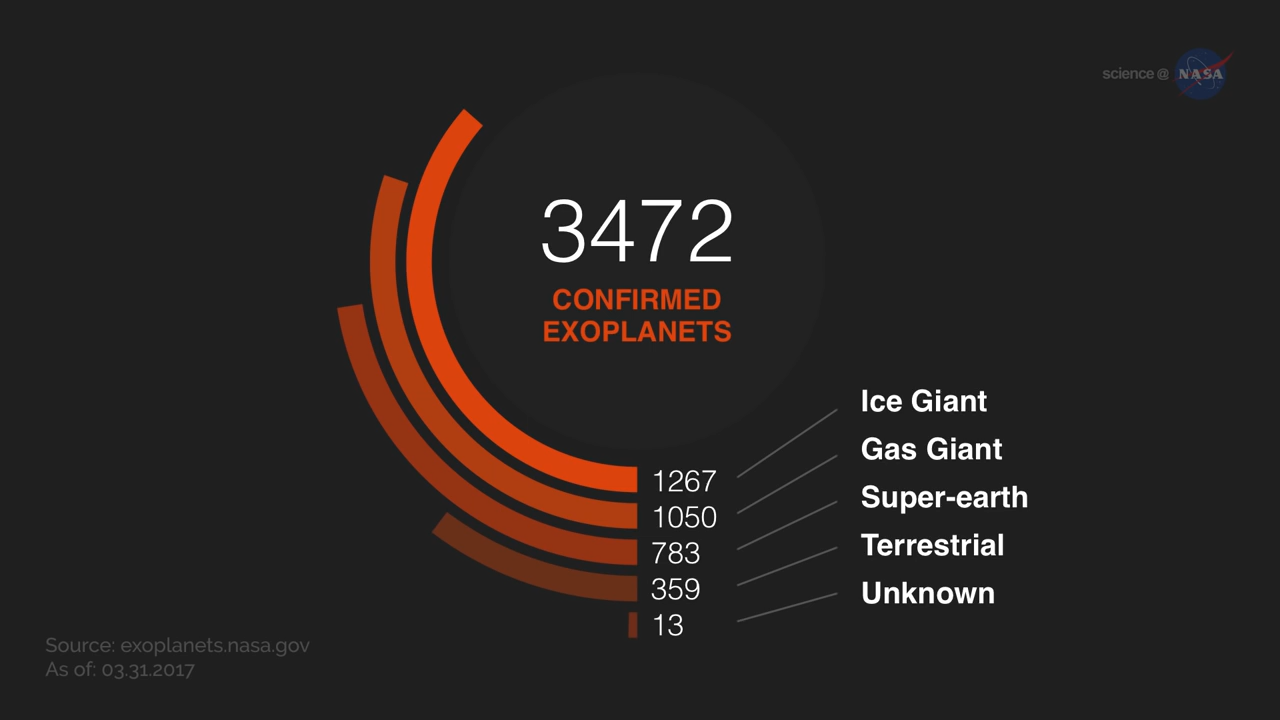 science @ NASA
3472
CONFIRMED
EXOPLANETS
Ice Giant
Gas Giant
Super-earth
Terrestrial
Unknown
1267
1050
783
359
13
Source: exoplanets.nasa.gov
As of: 03.31.2017